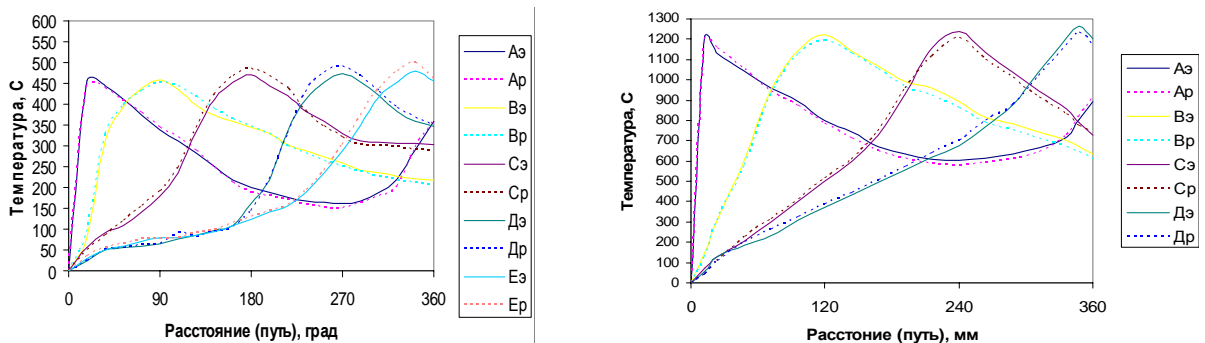 600
550
500
450
400
350
300
250
200
150
100
50
0
Температура, С
0 90 180 270 360
Расстояние (путь), град
Аэ
Ар
Вэ
Вр
Сэ
Ср
Дэ
Др
Еэ
Ер
1300
1200
1100
1000
900
800
700
600
500
400
300
200
100
0
Температура, С
0 120 240 360
Расстоние (путь), мм
Аэ
Ар
Вэ
Вр
Сэ
Ср
Дэ
Др